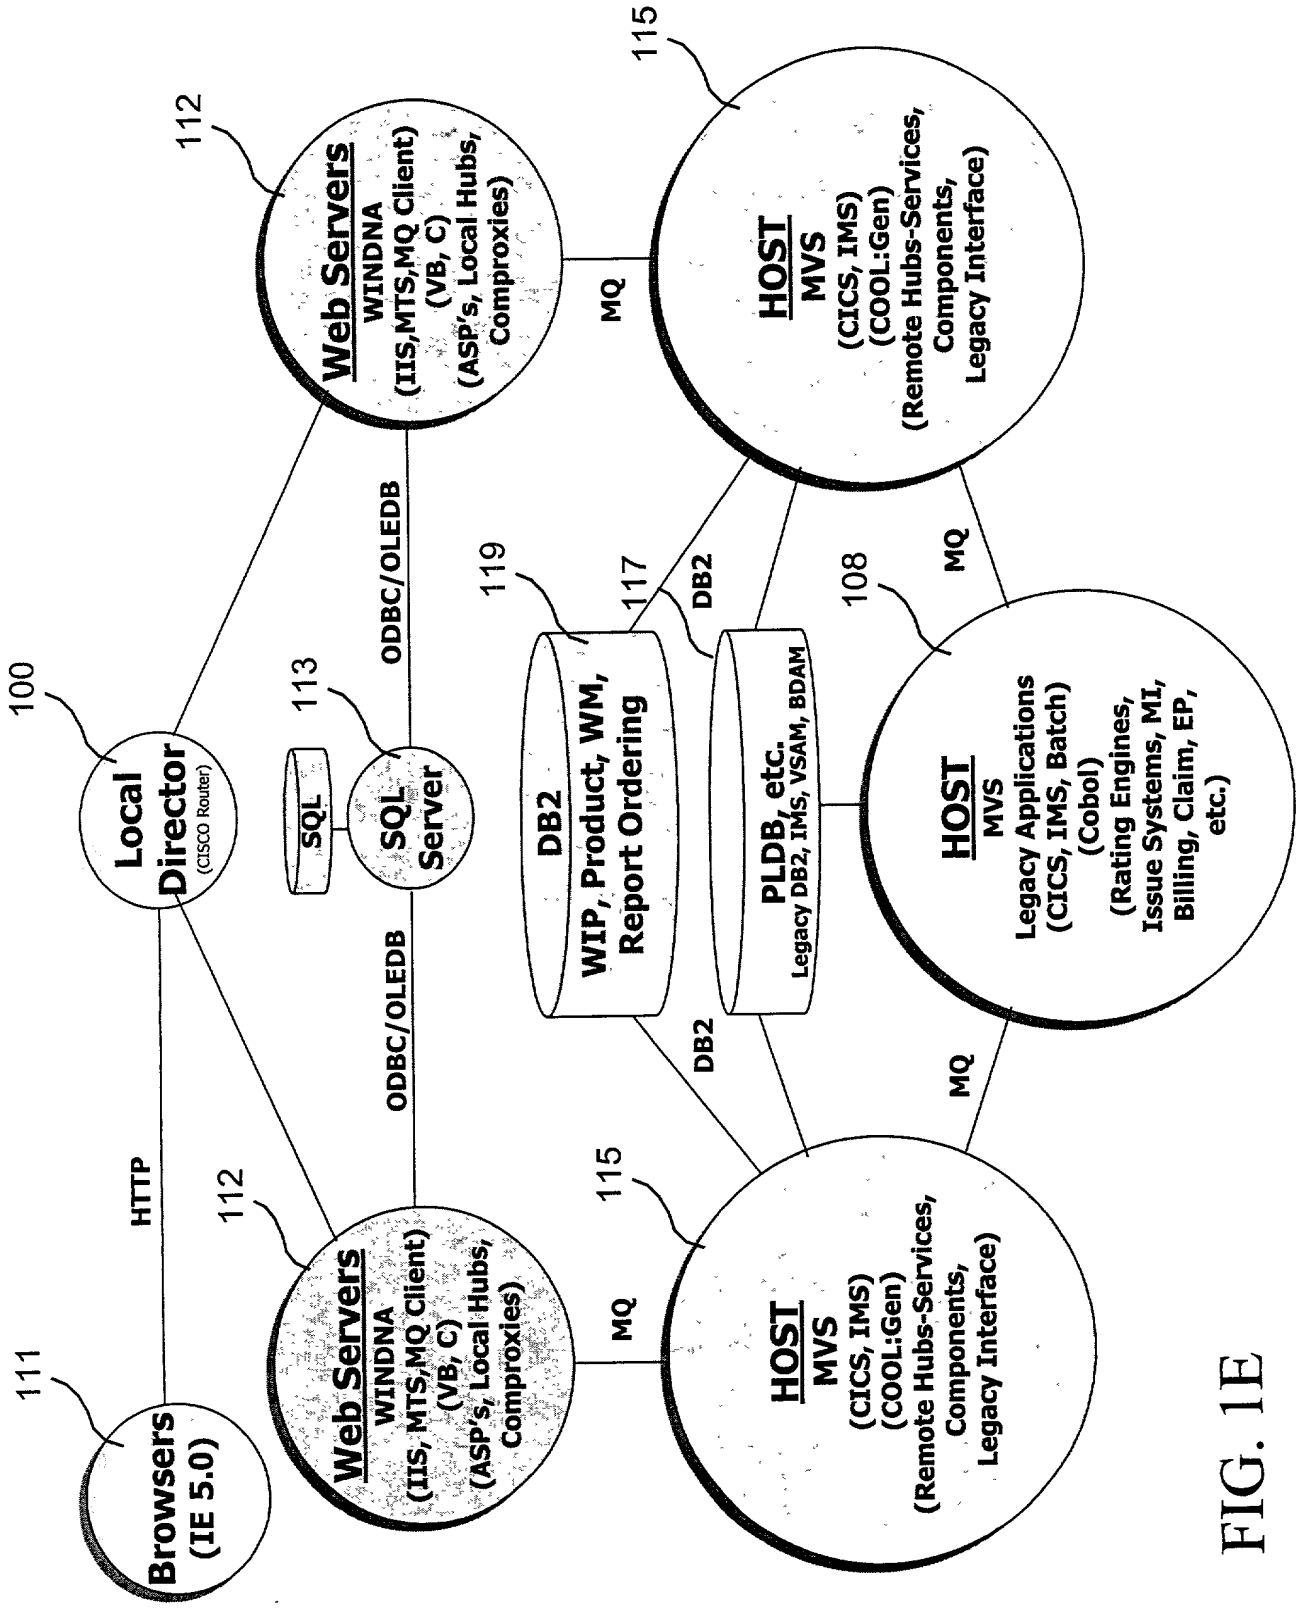 111
Browsers
(IE 5.0)
HTTP
100
Local
Director
(CISCO Router)
112
Web Servers
WINDNA
(IIS, MTS,MQ Client)
(VB, C)
(ASP's, Local Hubs,
Comproxies)
ODBC/OLEDB
SQL
113
SQL
Server
ODBC/OLEDB
112
Web Servers
WINDNA
(IIS,MTS,MQ Client)
(VB, C)
(ASP's, Local Hubs,
Comproxies)
MQ
MQ
119
DB2
WIP, Product, WM,
Report Ordering
DB2
117
DB2
PLDB, etc.
Legacy DB2, IMS, VSAM, BDAM
115
HOST
MVS
(CICS, IMS)
(COOL:Gen)
(Remote Hubs-Services,
Components,
Legacy Interface)
115
HOST
MVS
(CICS, IMS)
(COOL:Gen)
(Remote Hubs-Services,
Components,
Legacy Interface)
MQ
MQ
108
HOST
MVS
Legacy Applications
(CICS, IMS, Batch)
(Cobol)
(Rating Engines,
Issue Systems, MI,
Billing, Claim, EP,
etc.)
FIG. 1E